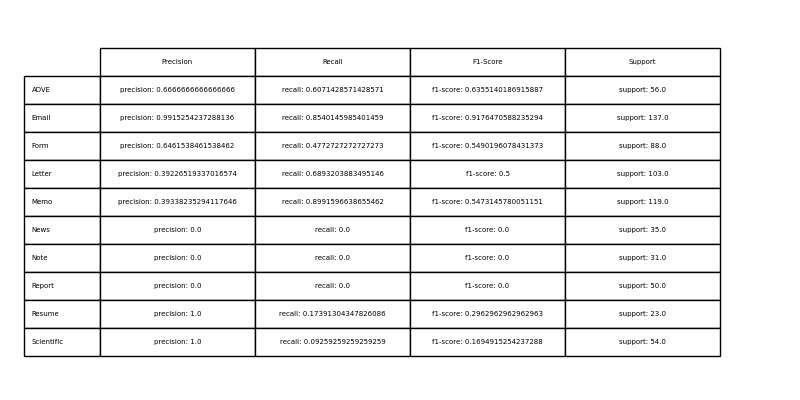 Precision Recall F1-Score Support
ADVE precision: 0.6666666666666666 recall: 0.6071428571428571 f1-score: 0.6355140186915887 support: 56.0
Email precision: 0.9915254237288136 recall: 0.8540145985401459 f1-score: 0.9176470588235294 support: 137.0
Form precision: 0.6461538461538462 recall: 0.4772727272727273 f1-score: 0.5490196078431373 support: 88.0
Letter precision: 0.39226519337016574 recall: 0.6893203883495146 f1-score: 0.5 support: 103.0
Memo precision: 0.39338235294117646 recall: 0.8991596638655462 f1-score: 0.5473145780051151 support: 119.0
News precision: 0.0 recall: 0.0 f1-score: 0.0 support: 35.0
Note precision: 0.0 recall: 0.0 f1-score: 0.0 support: 31.0
Report precision: 0.0 recall: 0.0 f1-score: 0.0 support: 50.0
Resume precision: 1.0 recall: 0.17391304347826086 f1-score: 0.2962962962962963 support: 23.0
Scientific precision: 1.0 recall: 0.09259259259259259 f1-score: 0.1694915254237288 support: 54.0